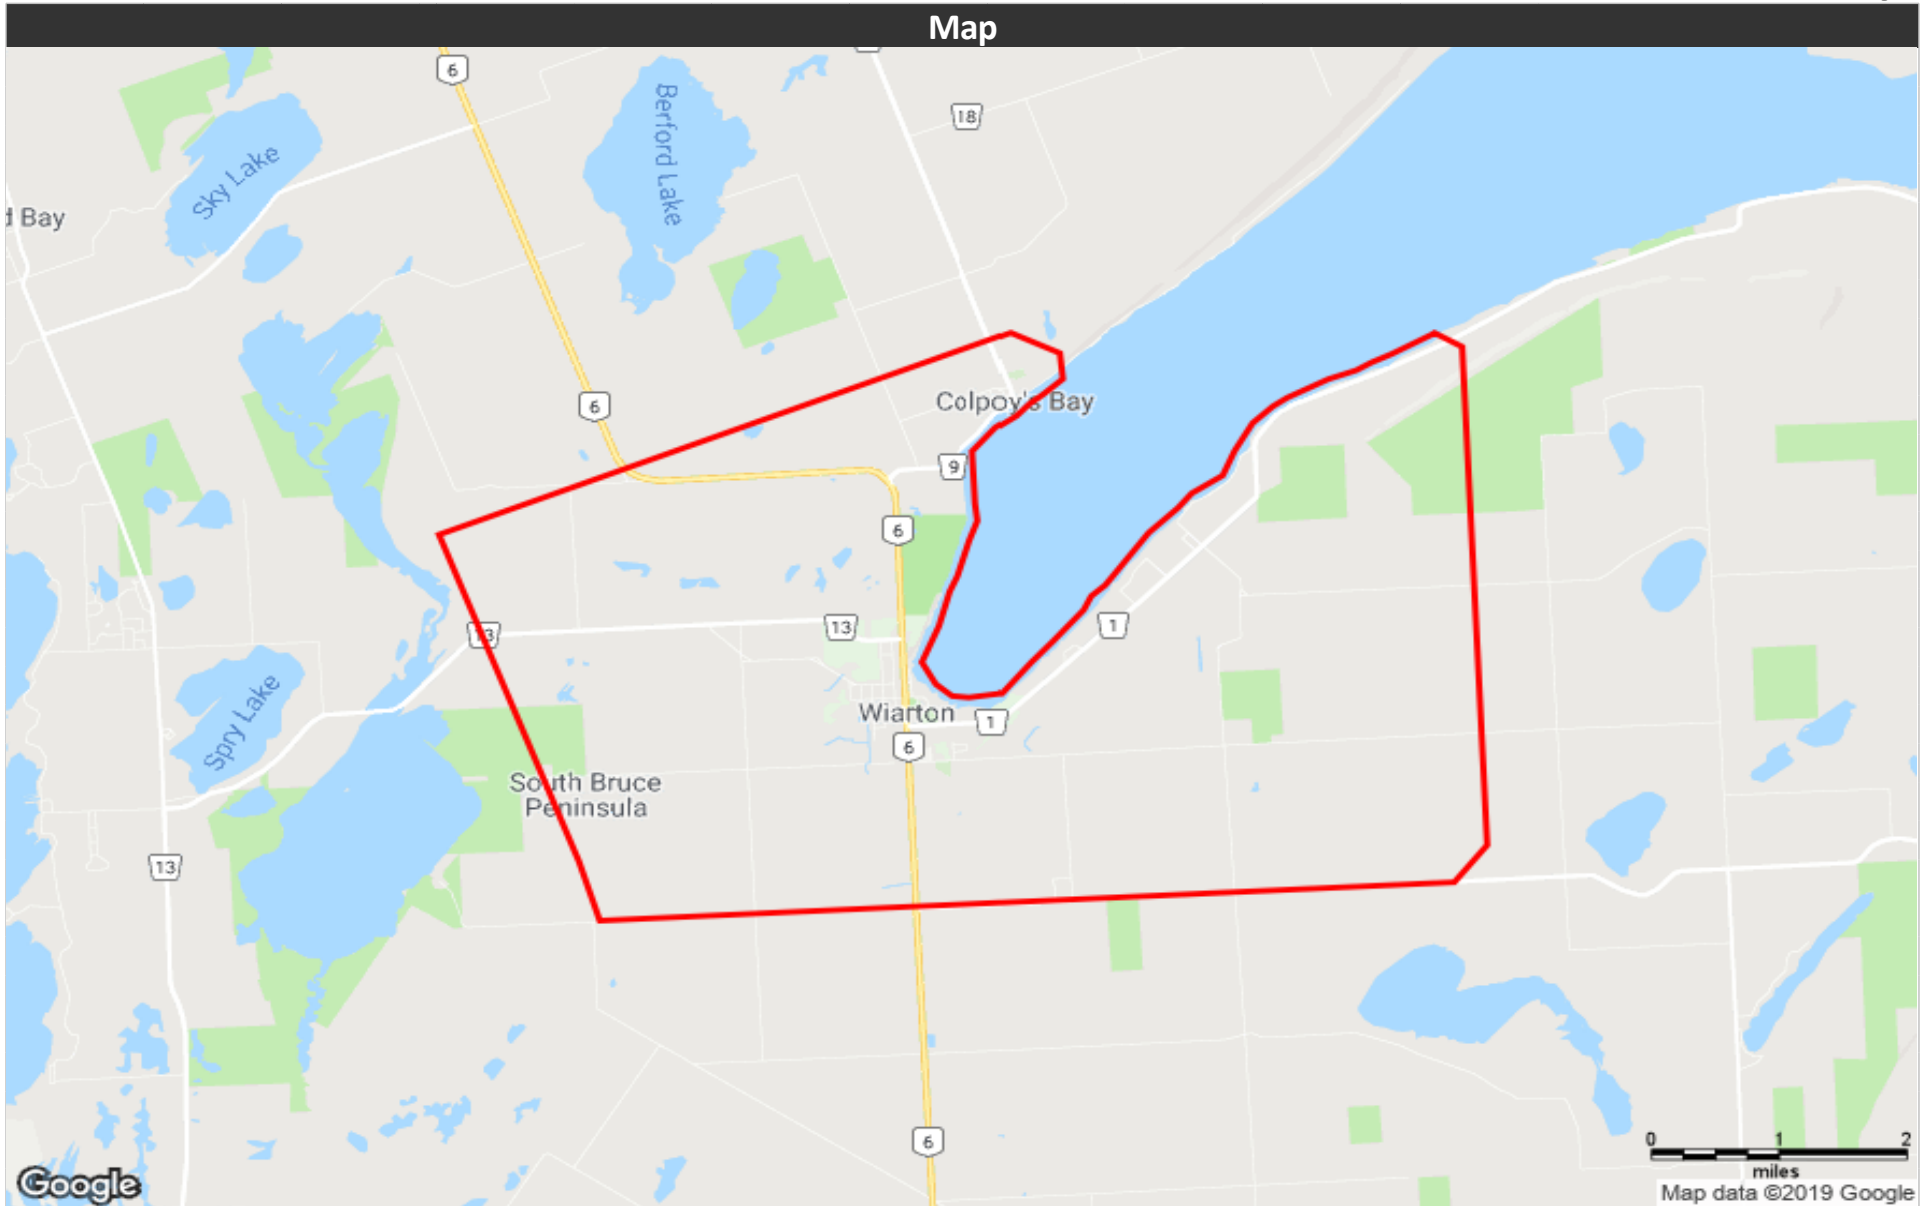 Map
6
18
Berford Lake
Sky Lake
d Bay
6
Colpoy's Bay
9
6
13
13
1
Wiarton
1
6
Spry Lake
South Bruce
Peninsula
13
6
0 1 2
miles
Google
Map data ©2019 Google